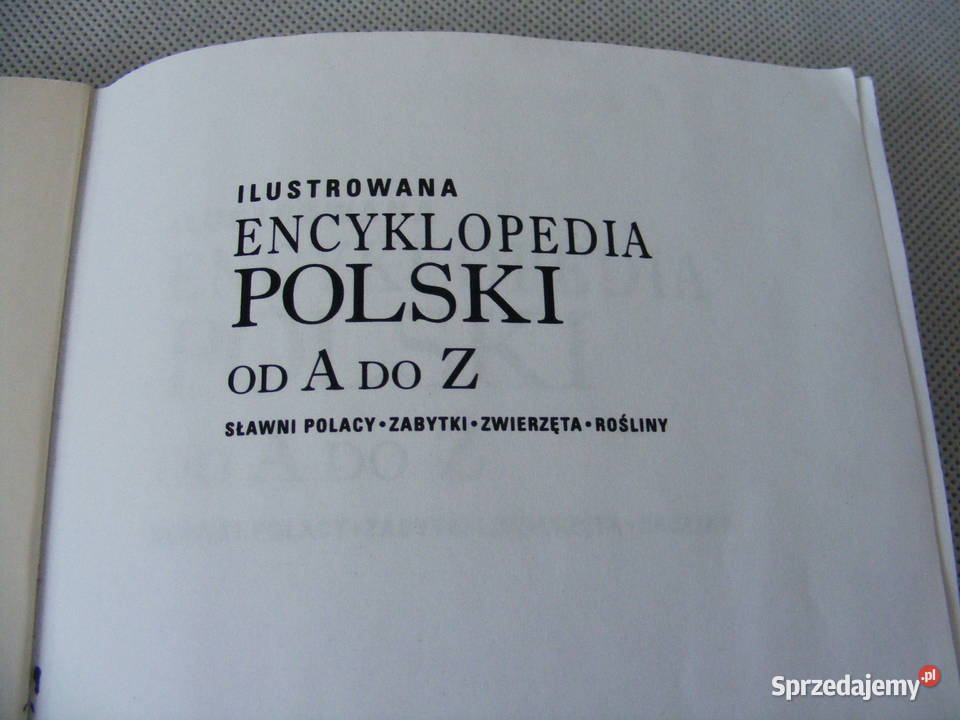 ILUSTROWANA
ENCYKLOPEDIA
POLSKI
OD A DO Z
SŁAWNI POLACY•ZABYTKI•ZWIERZĘTA•ROŚLINY
Sprzedajemy.pl